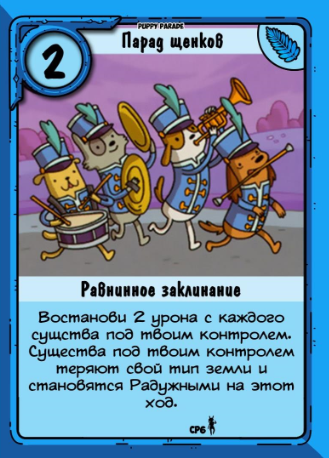 PUPPY PARADE
Парад щенков
2
Равнинное заклинание
Востанови 2 урона с каждого
сущства под твоим контролем.
Существа под твоим контролем
теряют свой тип земли и
становятся Радужными на этот
ход.
CP6